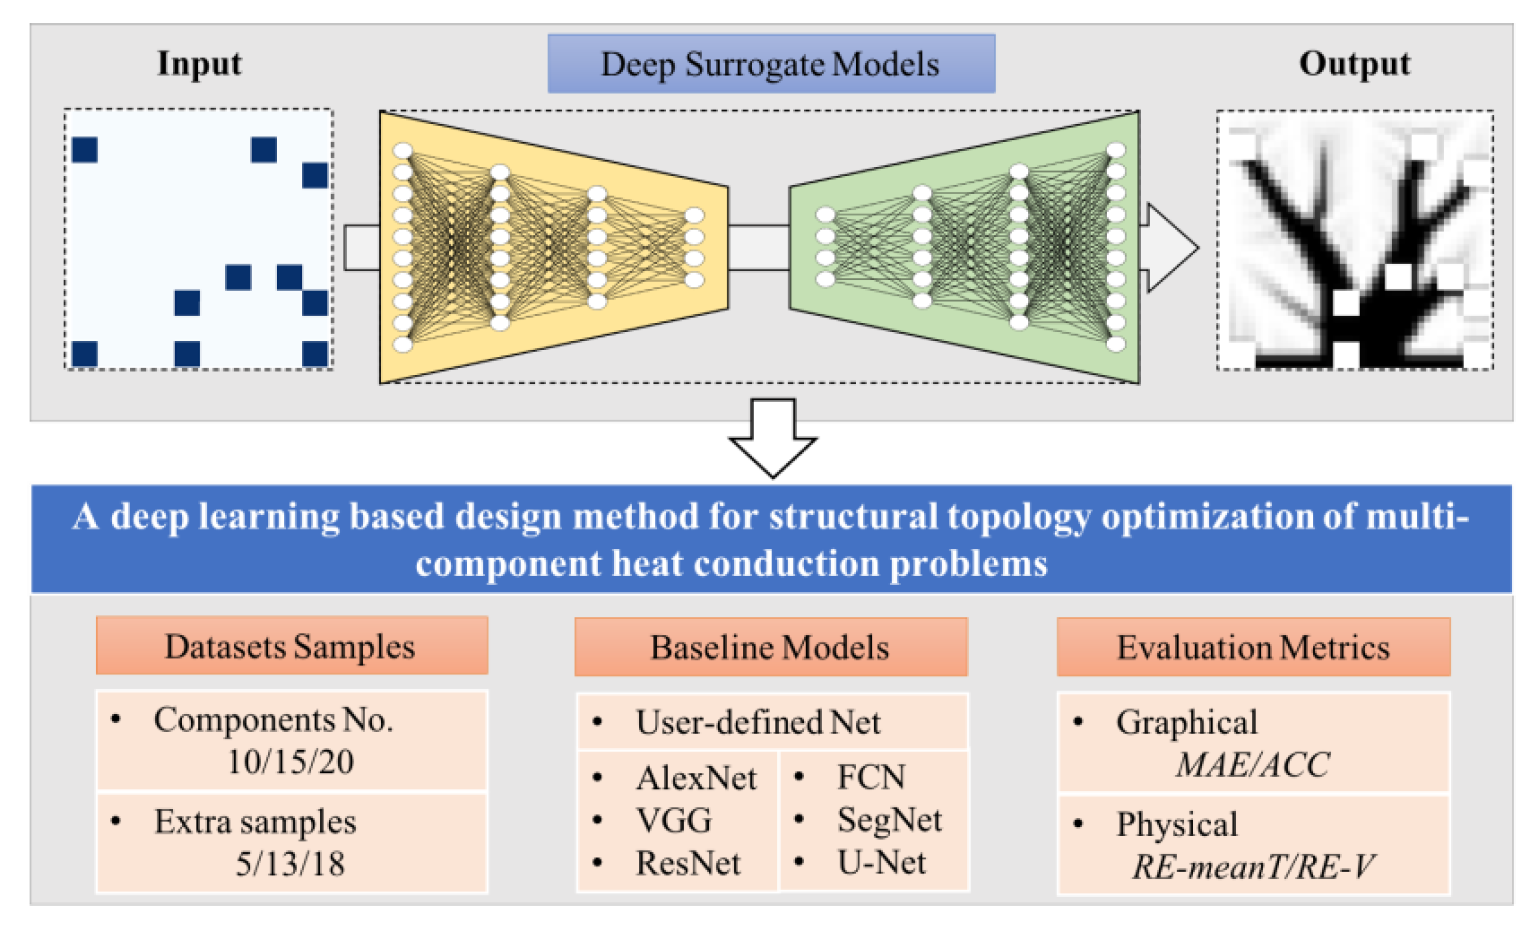 Input
Deep Surrogate Models
Output
A deep learning based design method for structural topology optimization of multi-
component heat conduction problems
Datasets Samples
• Components No.
10/15/20
• Extra samples
5/13/18
Baseline Models
• User-defined Net
• AlexNet
• VGG
• ResNet
• FCN
• SegNet
• U-Net
Evaluation Metrics
• Graphical
MAE/ACC
• Physical
RE-meanT/RE-V